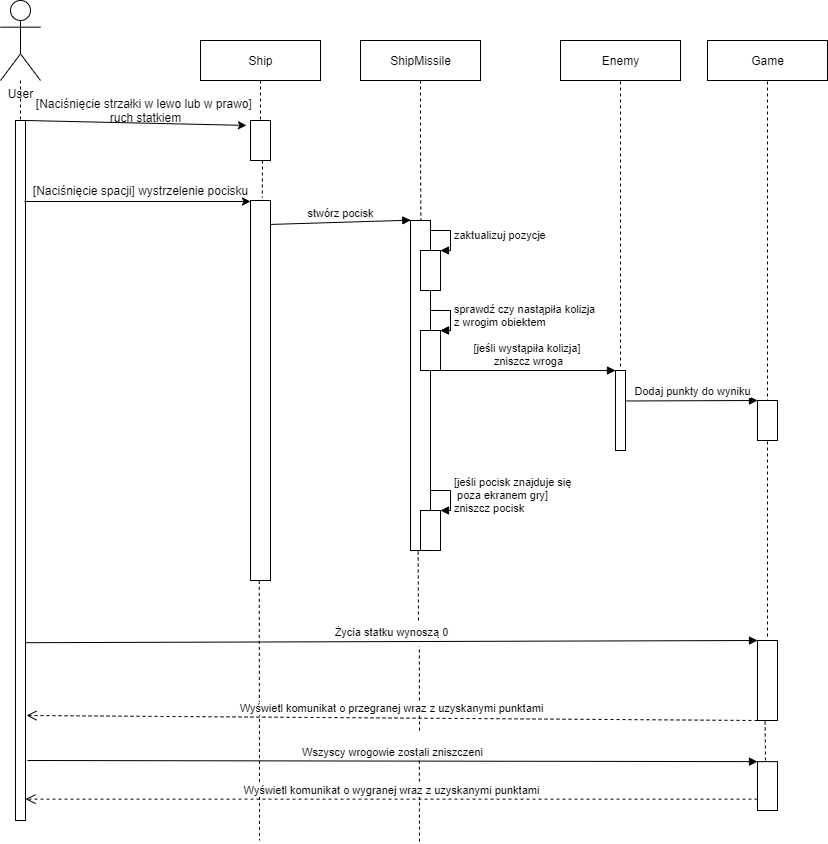 Ship
ShipMissile
Enemy
Game
User
[Naciśnięcie strzałki w lewo lub w prawo]
ruch statkiem
[Naciśnięcie spacji] wystrzelenie pocisku
stwórz pocisk
zaktualizuj pozycje
sprawdź czy nastąpiła kolizja
z wrogim obiektem
[jeśli wystąpiła kolizja]
zniszcz wroga
Dodaj punkty do wyniku
[jeśli pocisk znajduje się
poza ekranem gry]
zniszcz pocisk
Życia statku wynoszą 0
Wyświetl komunikat o przegranej wraz z uzyskanymi punktami
Wszyscy wrogowie zostali zniszczeni
Wyświetl komunikat o wygranej wraz z uzyskanymi punktami